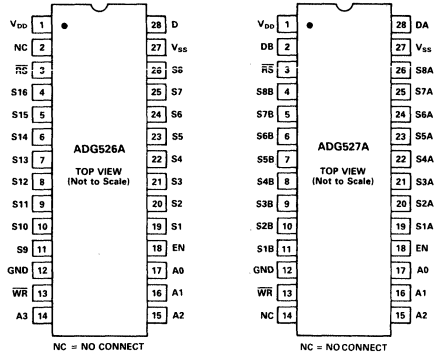 VDD 1 28 D
NC 2 27 VSS
RS 3 26 S8
S16 4 25 S7
S15 5 24 S6
S14 6 23 S5
S13 7 22 S4
S12 8 21 S3
S11 9 20 S2
S10 10 19 S1
S9 11 18 EN
GND 12 17 A0
WR 13 16 A1
A3 14 15 A2
ADG526A
TOP VIEW
(Not to Scale)
NC = NO CONNECT
VDD 1 28 DA
DB 2 27 VSS
RS 3 26 S8A
S8B 4 25 S7A
S7B 5 24 S6A
S6B 6 23 S5A
S5B 7 22 S4A
S4B 8 21 S3A
S3B 9 20 S2A
S2B 10 19 S1A
S1B 11 18 EN
GND 12 17 A0
WR 13 16 A1
NC 14 15 A2
ADG527A
TOP VIEW
(Not to Scale)
NC = NO CONNECT